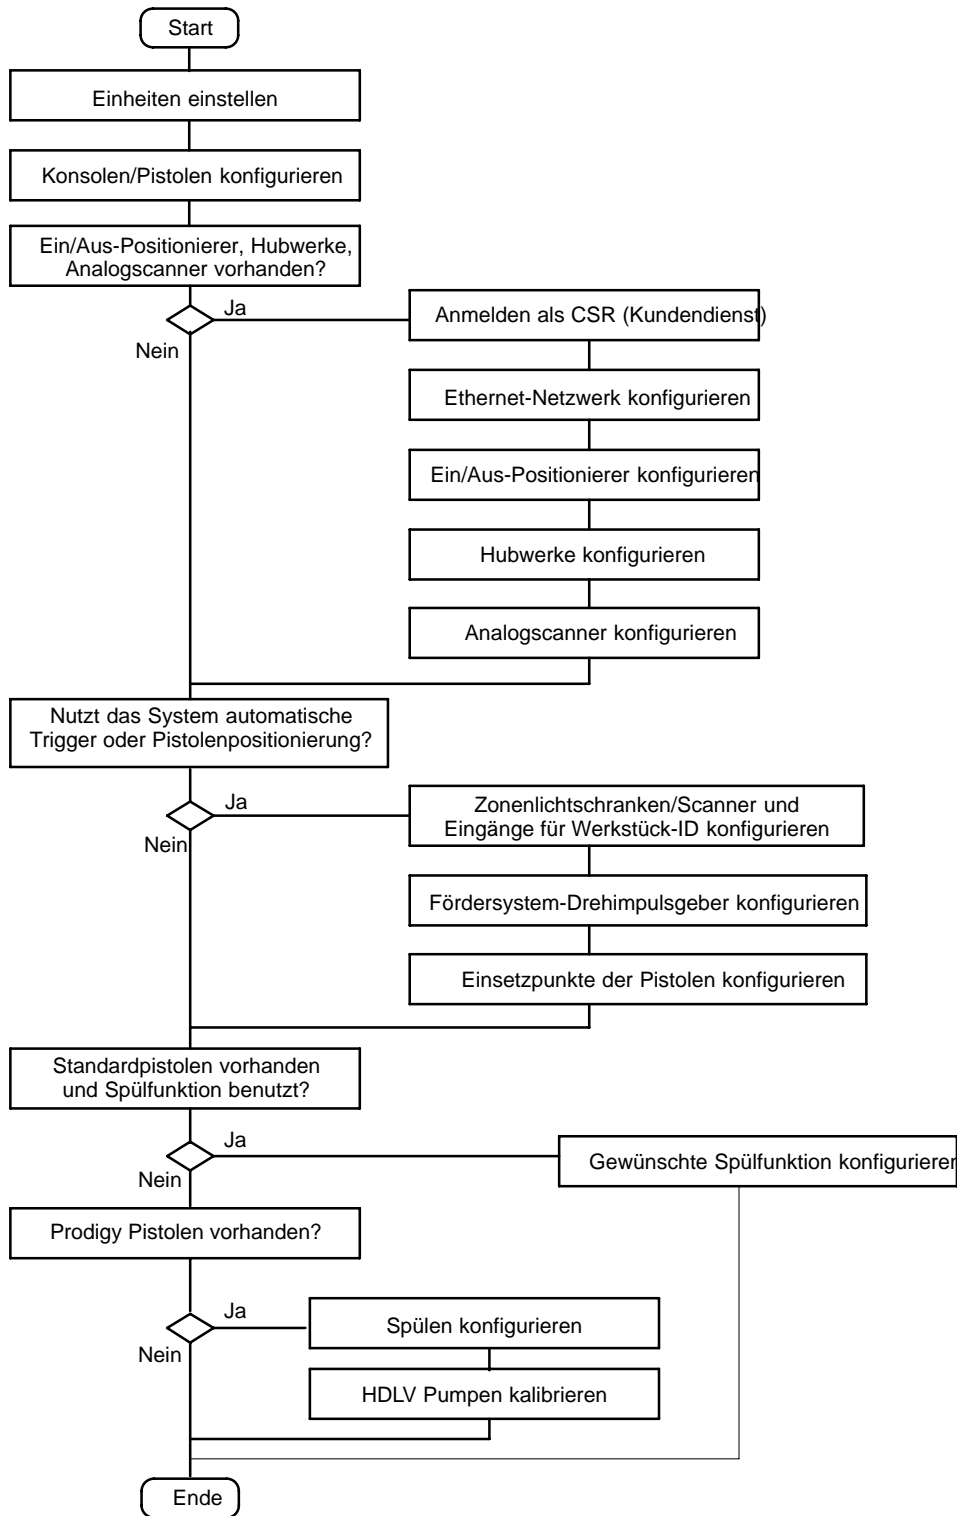 Start
Einheiten einstellen
Konsolen/Pistolen konfigurieren
Ein/Aus-Positionierer, Hubwerke,
Analogscanner vorhanden?
Ja
Nein
Anmelden als CSR (Kundendienst)
Ethernet-Netzwerk konfigurieren
Ein/Aus-Positionierer konfigurieren
Hubwerke konfigurieren
Analogscanner konfigurieren
Nutzt das System automatische
Trigger oder Pistolenpositionierung?
Ja
Nein
Zonenlichtschranken/Scanner und
Eingänge für Werkstück-ID konfigurieren
Fördersystem-Drehimpulsgeber konfigurieren
Einsetzpunkte der Pistolen konfigurieren
Standardpistolen vorhanden
und Spülfunktion benutzt?
Ja
Nein
Gewünschte Spülfunktion konfigurieren
Prodigy Pistolen vorhanden?
Ja
Nein
Spülen konfigurieren
HDLV Pumpen kalibrieren
Ende